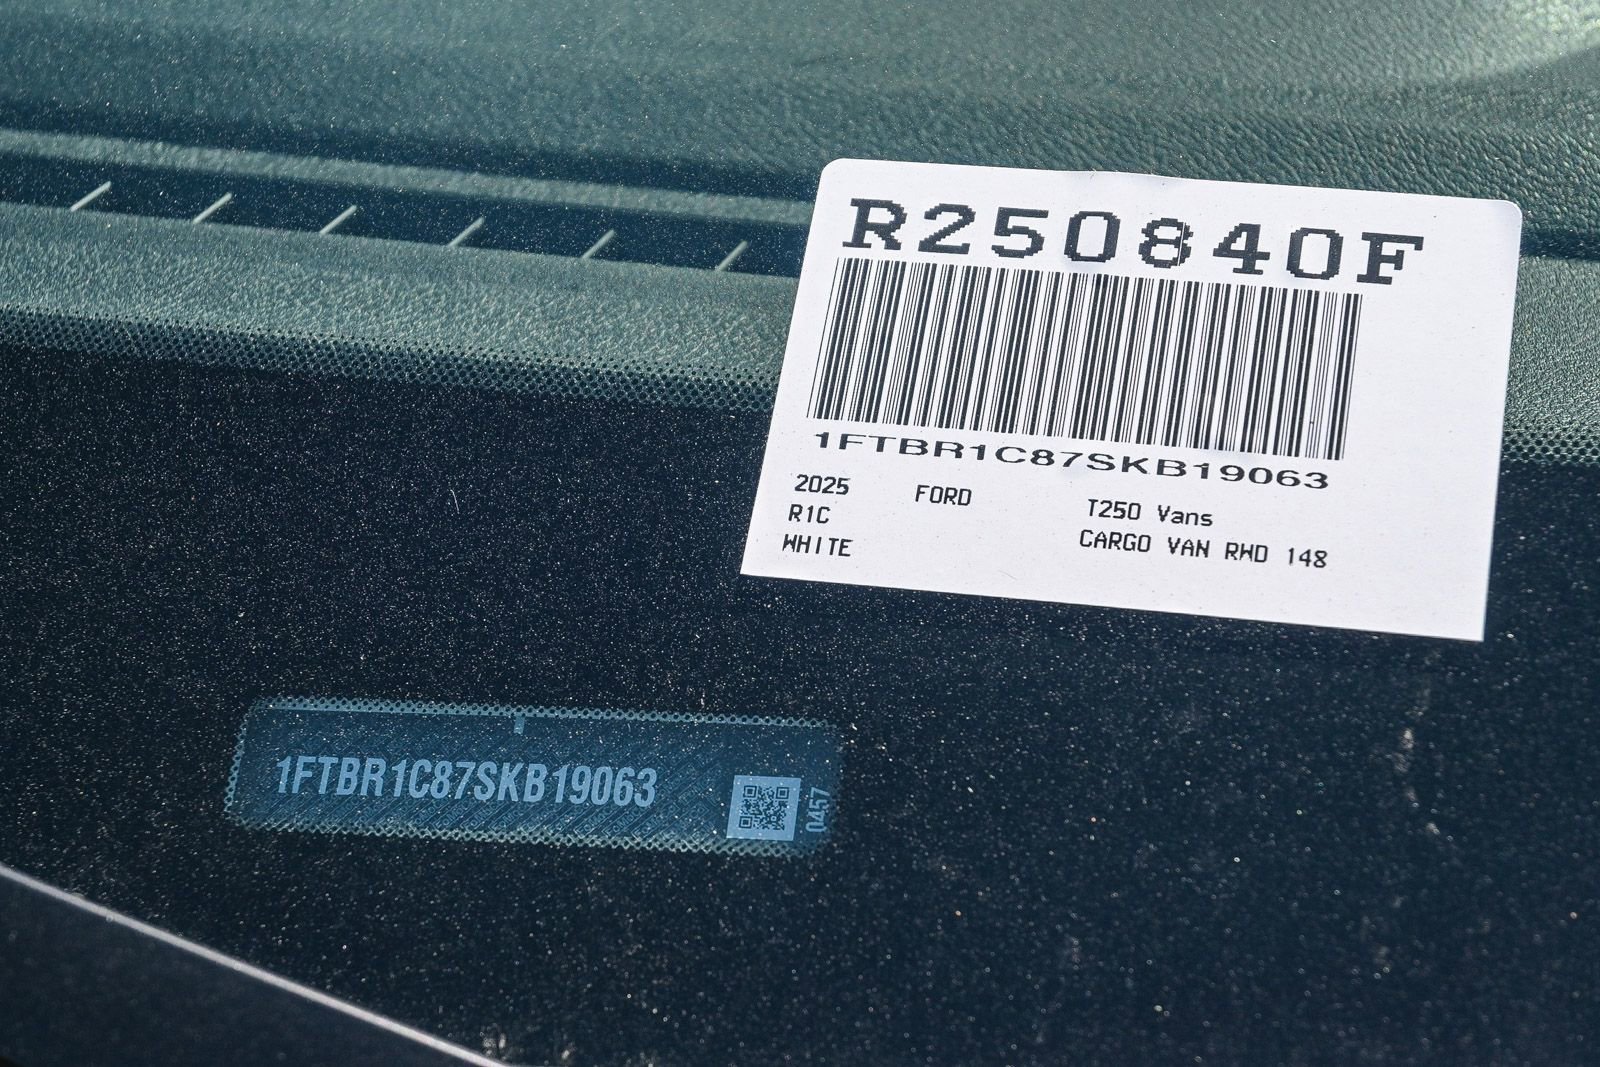 R250840F
1FTBR1C87SKB19063
2025 FORD T250 Vans
R1C CARGO VAN RWD 148
WHITE
1FTBR1C87SKB19063
0457